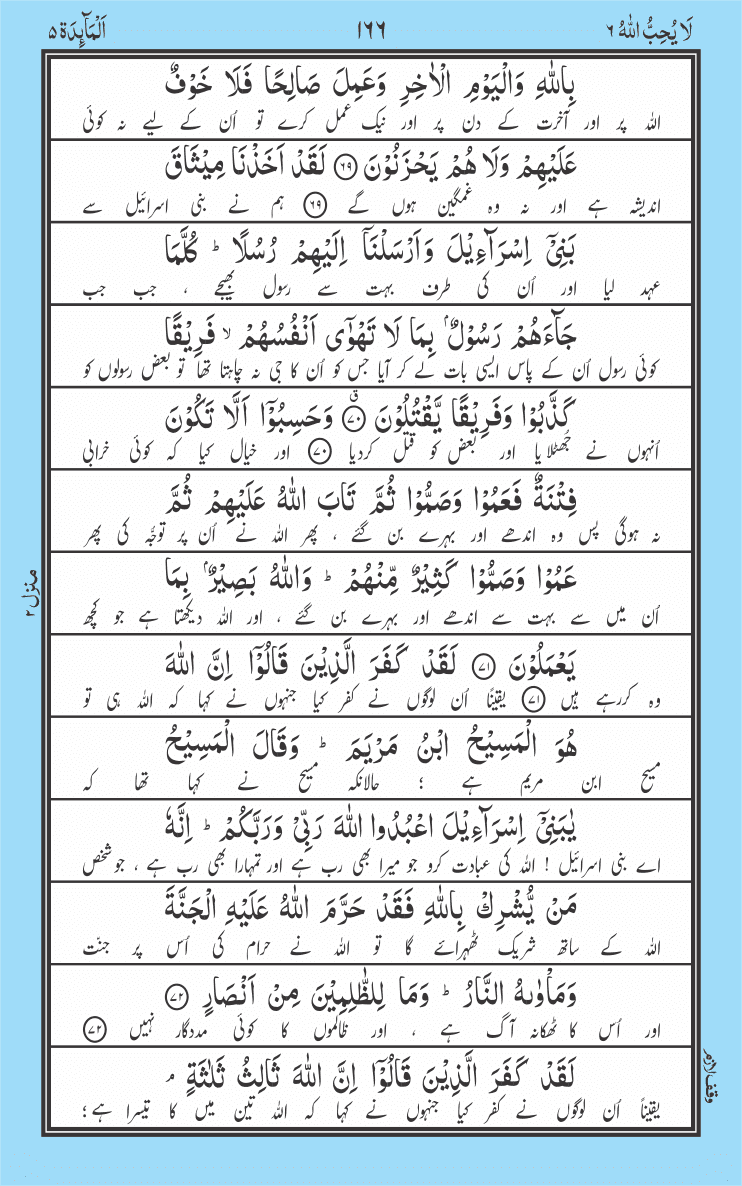 لَا يُحِبُّ اللّٰهُ ٦
١٦٦
اَلْمَآئِدَة ۵
بِاللّٰهِ وَالْيَوْمِ الْاٰخِرِ وَعَمِلَ صَالِحًا فَلَا خَوْفٌ
اللہ پر اور آخرت کے دن پر اور نیک عمل کرے تو اُن کے لیے نہ کوئی
عَلَيْهِمْ وَلَا هُمْ يَحْزَنُوْنَ ﴿٦٩﴾ لَقَدْ اَخَذْنَا مِيْثَاقَ
اندیشہ ہے اور نہ وہ غمگین ہوں گے ﴿٦٩﴾ ہم نے بنی اسرائیل سے
بَنِىْٓ اِسْرَآءِيْلَ وَاَرْسَلْنَاۤ اِلَيْهِمْ رُسُلًا ؕ كُلَّمَا
عہد لیا اور اُن کی طرف بہت سے رسول بھیجے ، جب جب
جَآءَهُمْ رَسُوْلٌۢ بِمَا لَا تَهْوٰٓى اَنْفُسُهُمْ ۙ فَرِيْقًا
کوئی رسول اُن کے پاس ایسی بات لے کر آیا جس کو اُن کا جی نہ چاہتا تھا تو بعض رسولوں کو
كَذَّبُوْا وَفَرِيْقًا يَّقْتُلُوْنَ ﴿٧٠﴾ۗ وَحَسِبُوْٓا اَلَّا تَكُوْنَ
اُنہوں نے جُھٹلایا اور بعض کو قتل کردیا ﴿٧٠﴾ اور خیال کیا کہ کوئی خرابی
فِتْنَةٌ فَعَمُوْا وَصَمُّوْا ثُمَّ تَابَ اللّٰهُ عَلَيْهِمْ ثُمَّ
نہ ہوگی پس وہ اندھے اور بہرے بن گئے ، پھر اللہ نے اُن پر توجّہ کی پھر
عَمُوْا وَصَمُّوْا كَثِيْرٌ مِّنْهُمْ ؕ وَاللّٰهُ بَصِيْرٌۢ بِمَا
اُن میں سے بہت سے اندھے اور بہرے بن گئے ، اور اللہ دیکھتا ہے جو کچھ
منزل ٢
يَعْمَلُوْنَ ﴿٧١﴾ لَقَدْ كَفَرَ الَّذِيْنَ قَالُوْٓا اِنَّ اللّٰهَ
وہ کررہے ہیں ﴿٧١﴾ یقینًا اُن لوگوں نے کفر کیا جنہوں نے کہا کہ اللہ ہی تو
هُوَ الْمَسِيْحُ ابْنُ مَرْيَمَ ؕ وَقَالَ الْمَسِيْحُ
مسیح ابن مریم ہے ؛ حالانکہ مسیح نے کہا تھا کہ
يٰبَنِىْٓ اِسْرَآءِيْلَ اعْبُدُوا اللّٰهَ رَبِّىْ وَرَبَّكُمْ ؕ اِنَّهٗ
اے بنی اسرائیل ! اللہ کی عبادت کرو جو میرا بھی رب ہے اور تمہارا بھی رب ہے ، جو شخص
مَنْ يُّشْرِكْ بِاللّٰهِ فَقَدْ حَرَّمَ اللّٰهُ عَلَيْهِ الْجَنَّةَ
اللہ کے ساتھ شریک ٹھہرائے گا تو اللہ نے حرام کی اُس پر جنّت
وَمَاْوٰىهُ النَّارُ ؕ وَمَا لِلظّٰلِمِيْنَ مِنْ اَنْصَارٍ ﴿٧٢﴾
اور اُس کا ٹھکانہ آگ ہے ، اور ظالموں کا کوئی مددگار نہیں ﴿٧٢﴾
لَقَدْ كَفَرَ الَّذِيْنَ قَالُوْٓا اِنَّ اللّٰهَ ثَالِثُ ثَلٰثَةٍ ۘ
یقینًا اُن لوگوں نے کفر کیا جنہوں نے کہا کہ اللہ تین میں کا تیسرا ہے ؛
وقف لازم